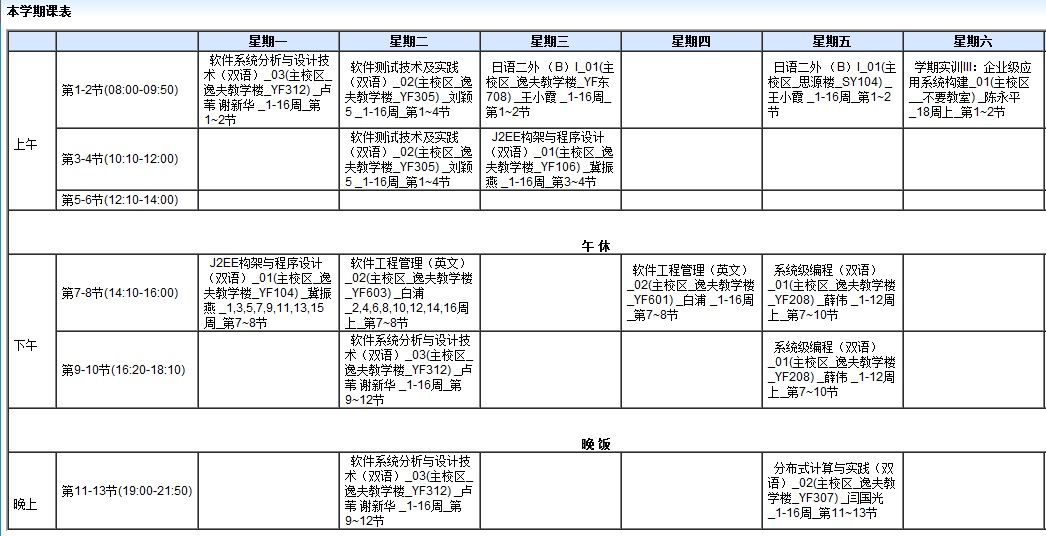 本学期课表
星期一 星期二 星期三 星期四 星期五 星期六
上午
第1-2节(08:00-09:50)
软件系统分析与设计技
术（双语）_03(主校区_
逸夫教学楼_YF312) _卢
苇 谢新华 _1-16周_第
1~2节
软件测试技术及实践
（双语）_02(主校区_逸
夫教学楼_YF305) _刘颖
5 _1-16周_第1~4节
日语二外 （B）I_01(主
校区_逸夫教学楼_YF东
708) _王小霞 _1-16周_
第1~2节
日语二外 （B）I_01(主
校区_思源楼_SY104) _
王小霞 _1-16周_第1~2
节
学期实训III：企业级应
用系统构建_01(主校区
__不要教室) _陈永平
_18周上_第1~2节
第3-4节(10:10-12:00)
软件测试技术及实践
（双语）_02(主校区_逸
夫教学楼_YF305) _刘颖
5 _1-16周_第1~4节
J2EE构架与程序设计
（双语）_01(主校区_逸
夫教学楼_YF106) _冀振
燕 _1-16周_第3~4节
第5-6节(12:10-14:00)
午 休
下午
第7-8节(14:10-16:00)
J2EE构架与程序设计
（双语）_01(主校区_逸
夫教学楼_YF104) _冀振
燕 _1,3,5,7,9,11,13,15
周_第7~8节
软件工程管理（英文）
_02(主校区_逸夫教学楼
_YF603) _白浦
_2,4,6,8,10,12,14,16周
上_第7~8节
软件工程管理（英文）
_02(主校区_逸夫教学楼
_YF601) _白浦 _1-16周
_第7~8节
系统级编程（双语）
_01(主校区_逸夫教学楼
_YF208) _薛伟 _1-12周
上_第7~10节
第9-10节(16:20-18:10)
软件系统分析与设计技
术（双语）_03(主校区_
逸夫教学楼_YF312) _卢
苇 谢新华 _1-16周_第
9~12节
系统级编程（双语）
_01(主校区_逸夫教学楼
_YF208) _薛伟 _1-12周
上_第7~10节
晚 饭
晚上
第11-13节(19:00-21:50)
软件系统分析与设计技
术（双语）_03(主校区_
逸夫教学楼_YF312) _卢
苇 谢新华 _1-16周_第
9~12节
分布式计算与实践（双
语）_02(主校区_逸夫教
学楼_YF307) _闫国光
_1-16周_第11~13节